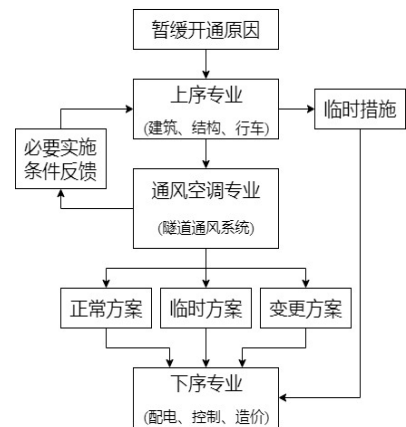 暂缓开通原因
上序专业
(建筑、结构、行车)
临时措施
必要实施
条件反馈
通风空调专业
(隧道通风系统)
正常方案
临时方案
变更方案
下序专业
(配电、控制、造价)